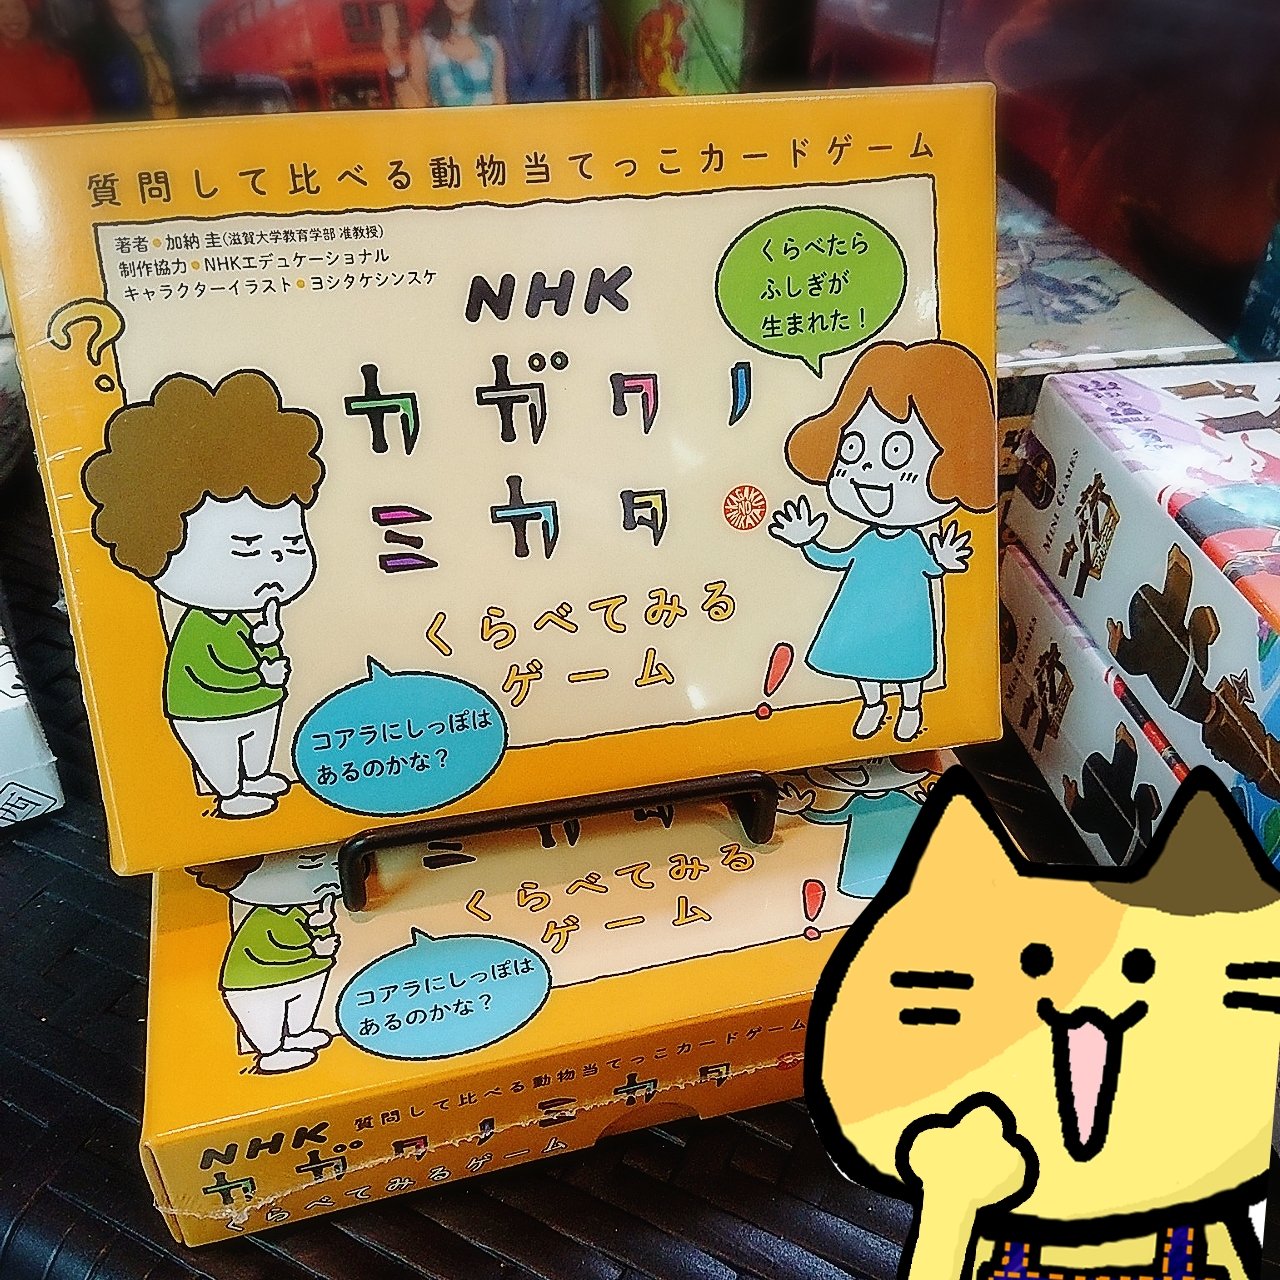 質問して比べる動物当てっこカードゲーム
著者●加納 圭(滋賀大学教育学部 准教授)
制作協力●NHKエデュケーショナル
キャラクターイラスト●ヨシタケシンスケ
くらべたら
ふしぎが
生まれた!
?
NHK
カガクノ
ミカタ
KAGAKU NO MIKATA
くらべてみる
ゲーム
!
コアラにしっぽは
あるのかな?
ミカタ
くらべてみる
ゲーム
!
コアラにしっぽは
あるのかな?
質問して比べる動物当てっこカードゲーム
NHK
カガクノミカタ
くらべてみるゲーム
MINI GAMES
MINI GAMES